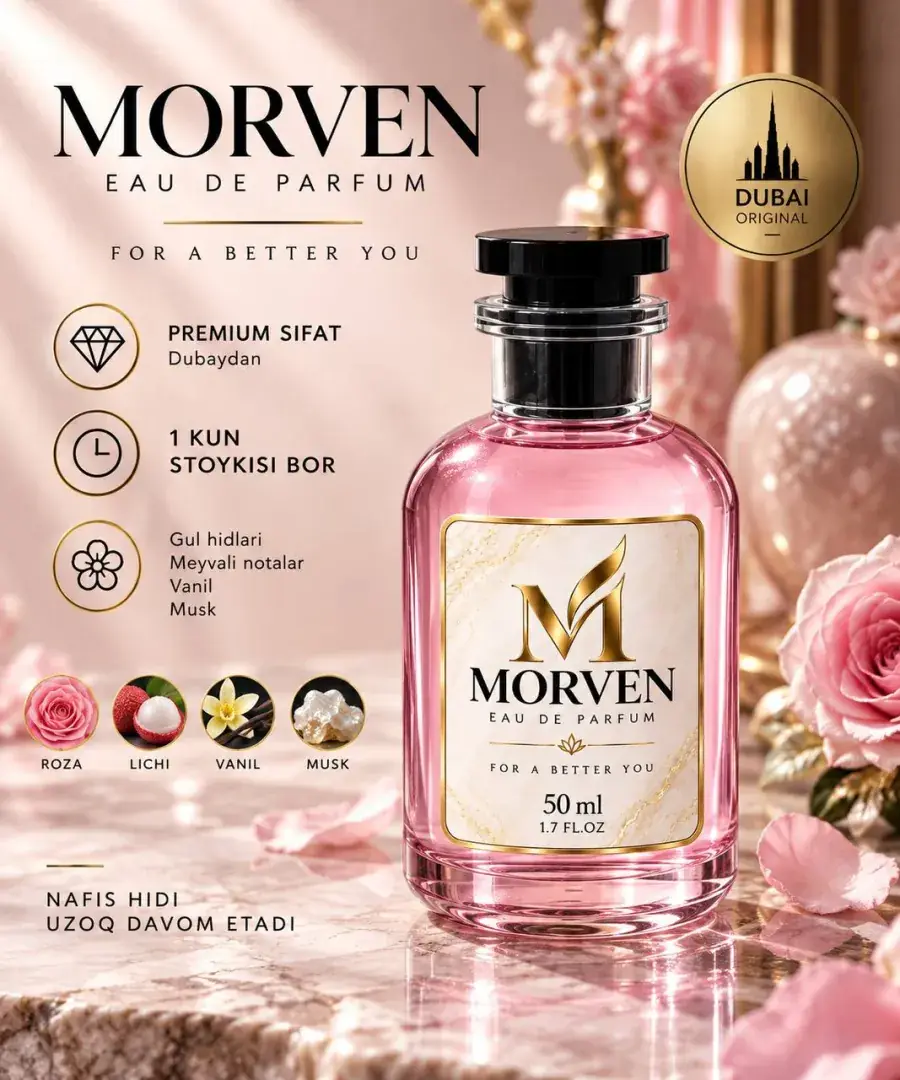 MORVEN
EAU DE PARFUM
FOR A BETTER YOU
DUBAI
ORIGINAL
PREMIUM SIFAT
Dubaydan
1 KUN
STOYKISI BOR
Gul hidlari
Meyvali notalar
Vanil
Musk
ROZA
LICHI
VANIL
MUSK
NAFIS HIDI
UZOQ DAVOM ETADI
M
MORVEN
EAU DE PARFUM
FOR A BETTER YOU
50 ml
1.7 FL.OZ